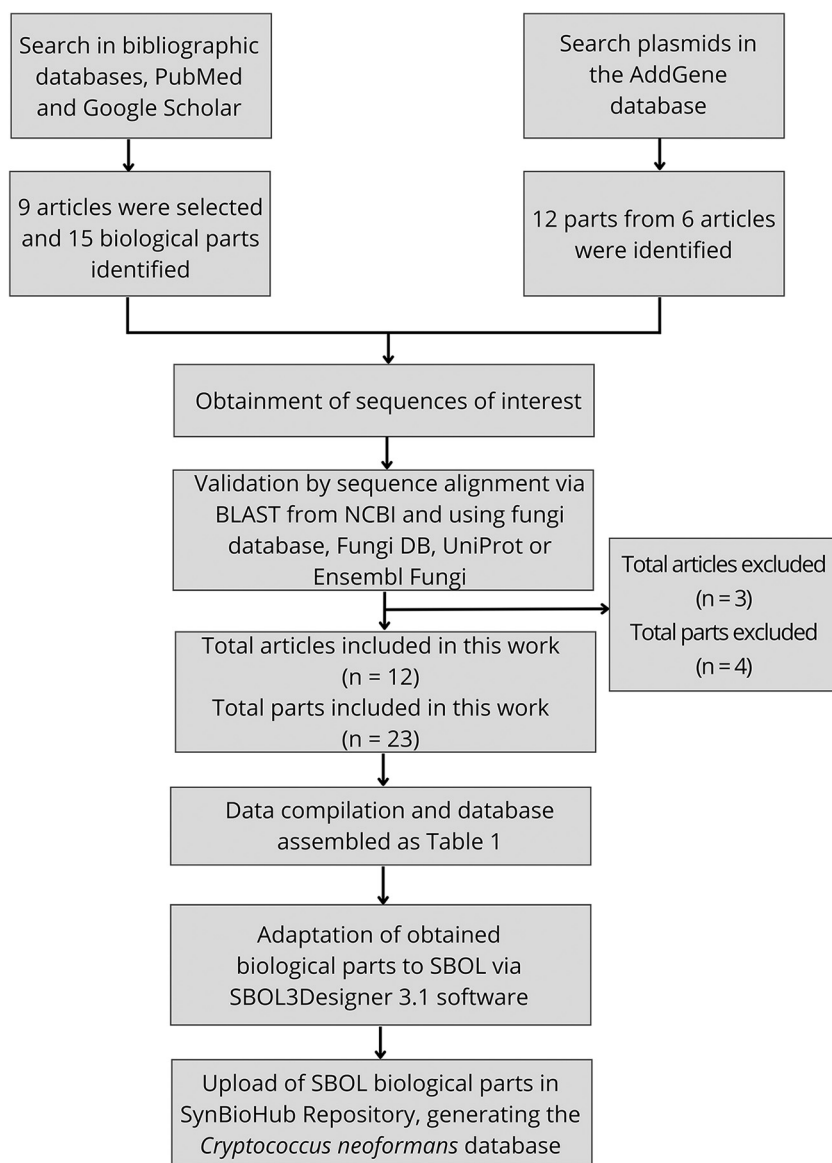 Search in bibliographic
databases, PubMed
and Google Scholar
Search plasmids in
the AddGene
database
9 articles were selected
and 15 biological parts
identified
12 parts from 6 articles
were identified
Obtainment of sequences of interest
Validation by sequence alignment via
BLAST from NCBI and using fungi
database, Fungi DB, UniProt or
Ensembl Fungi
Total articles excluded
(n = 3)
Total parts excluded
(n = 4)
Total articles included in this work
(n = 12)
Total parts included in this work
(n = 23)
Data compilation and database
assembled as Table 1
Adaptation of obtained
biological parts to SBOL via
SBOL3Designer 3.1 software
Upload of SBOL biological parts in
SynBioHub Repository, generating the
Cryptococcus neoformans database